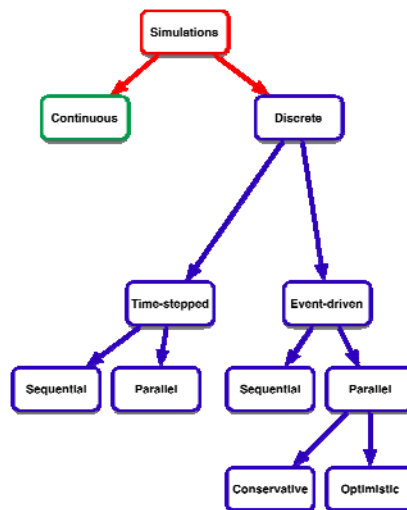 Simulations
Continuous
Discrete
Time-stepped
Event-driven
Sequential
Parallel
Sequential
Parallel
Conservative
Optimistic